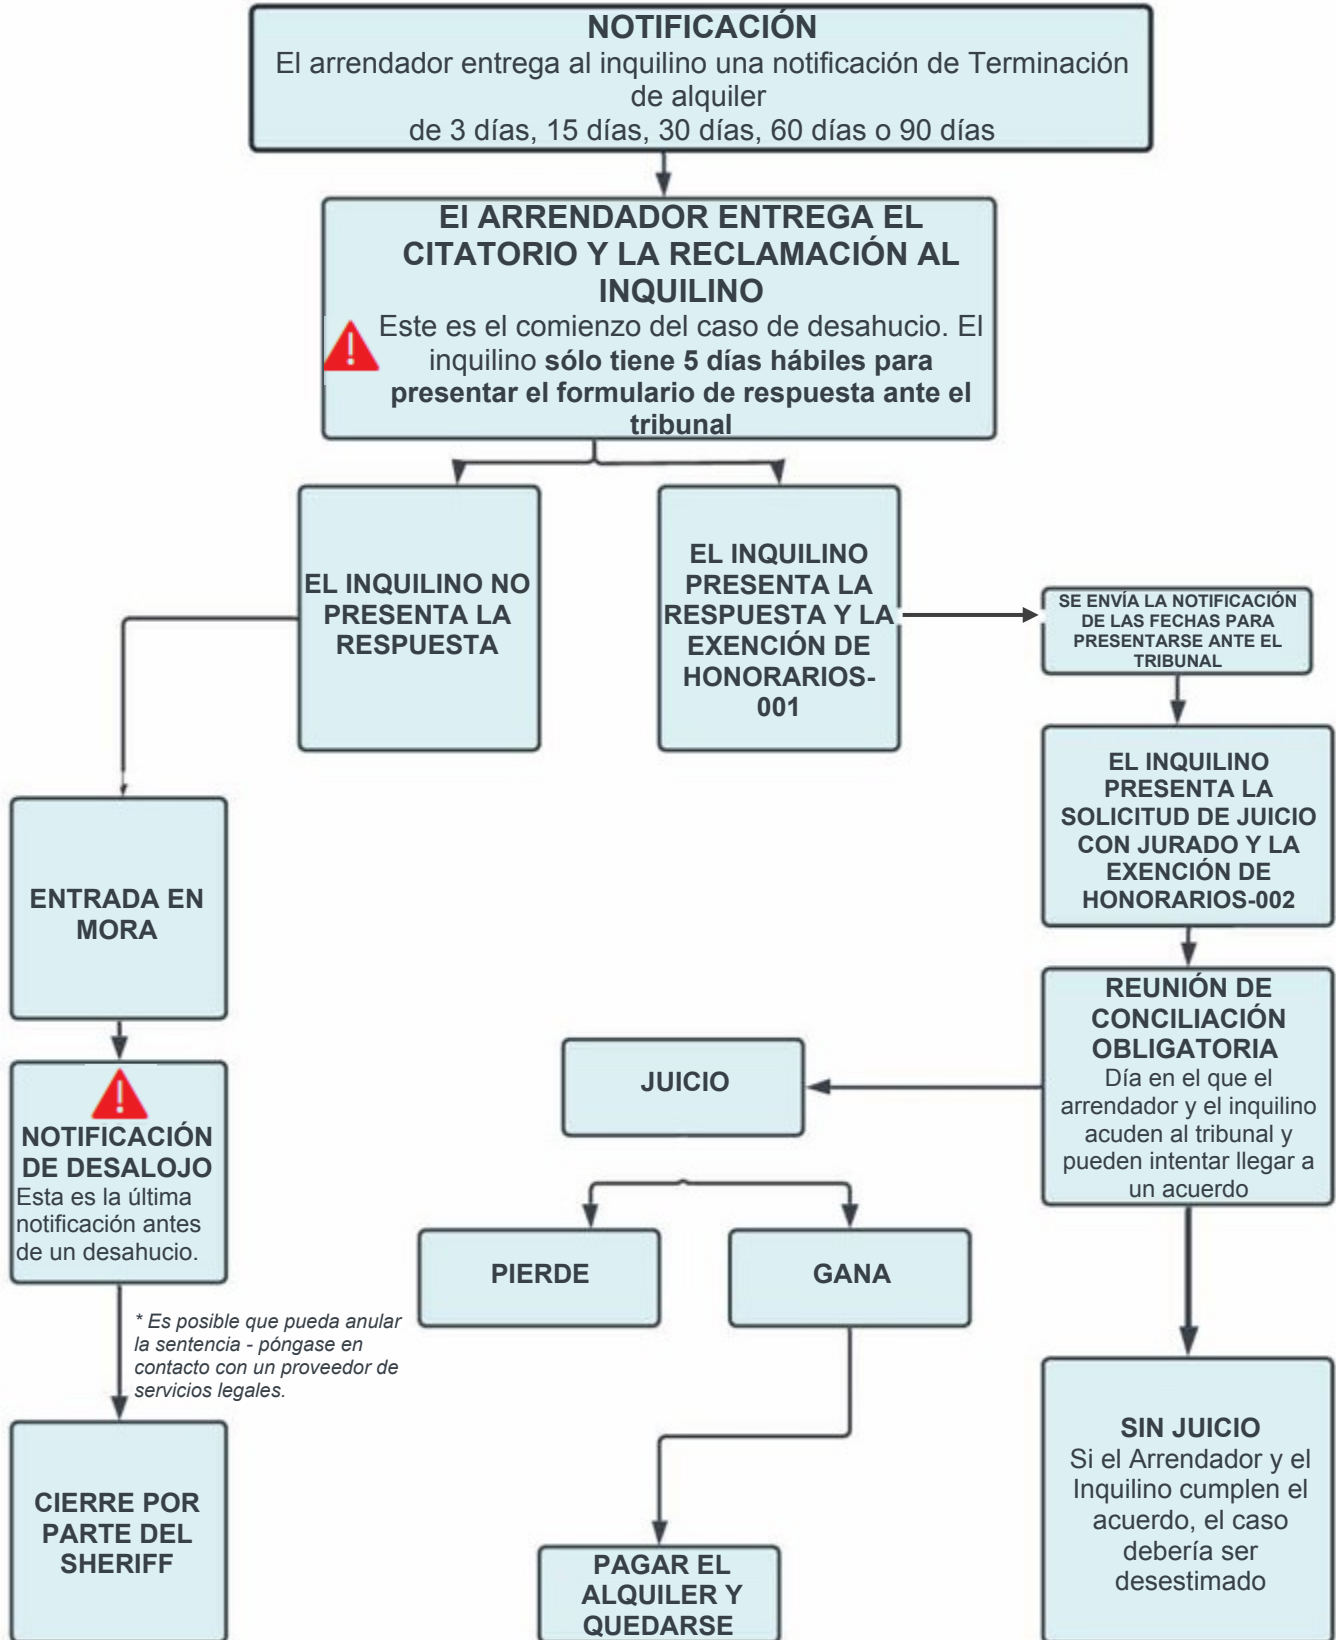 NOTIFICACIÓN
El arrendador entrega al inquilino una notificación de Terminación
de alquiler
de 3 días, 15 días, 30 días, 60 días o 90 días
El ARRENDADOR ENTREGA EL
CITATORIO Y LA RECLAMACIÓN AL
INQUILINO
Este es el comienzo del caso de desahucio. El
inquilino sólo tiene 5 días hábiles para
presentar el formulario de respuesta ante el
tribunal
EL INQUILINO NO
PRESENTA LA
RESPUESTA
EL INQUILINO
PRESENTA LA
RESPUESTA Y LA
EXENCIÓN DE
HONORARIOS-
001
SE ENVÍA LA NOTIFICACIÓN
DE LAS FECHAS PARA
PRESENTARSE ANTE EL
TRIBUNAL
EL INQUILINO
PRESENTA LA
SOLICITUD DE JUICIO
CON JURADO Y LA
EXENCIÓN DE
HONORARIOS-002
ENTRADA EN
MORA
REUNIÓN DE
CONCILIACIÓN
OBLIGATORIA
Día en el que el
arrendador y el inquilino
acuden al tribunal y
pueden intentar llegar a
un acuerdo
JUICIO
NOTIFICACIÓN
DE DESALOJO
Esta es la última
notificación antes
de un desahucio.
PIERDE
GANA
* Es posible que pueda anular
la sentencia - póngase en
contacto con un proveedor de
servicios legales.
SIN JUICIO
Si el Arrendador y el
Inquilino cumplen el
acuerdo, el caso
debería ser
desestimado
CIERRE POR
PARTE DEL
SHERIFF
PAGAR EL
ALQUILER Y
QUEDARSE